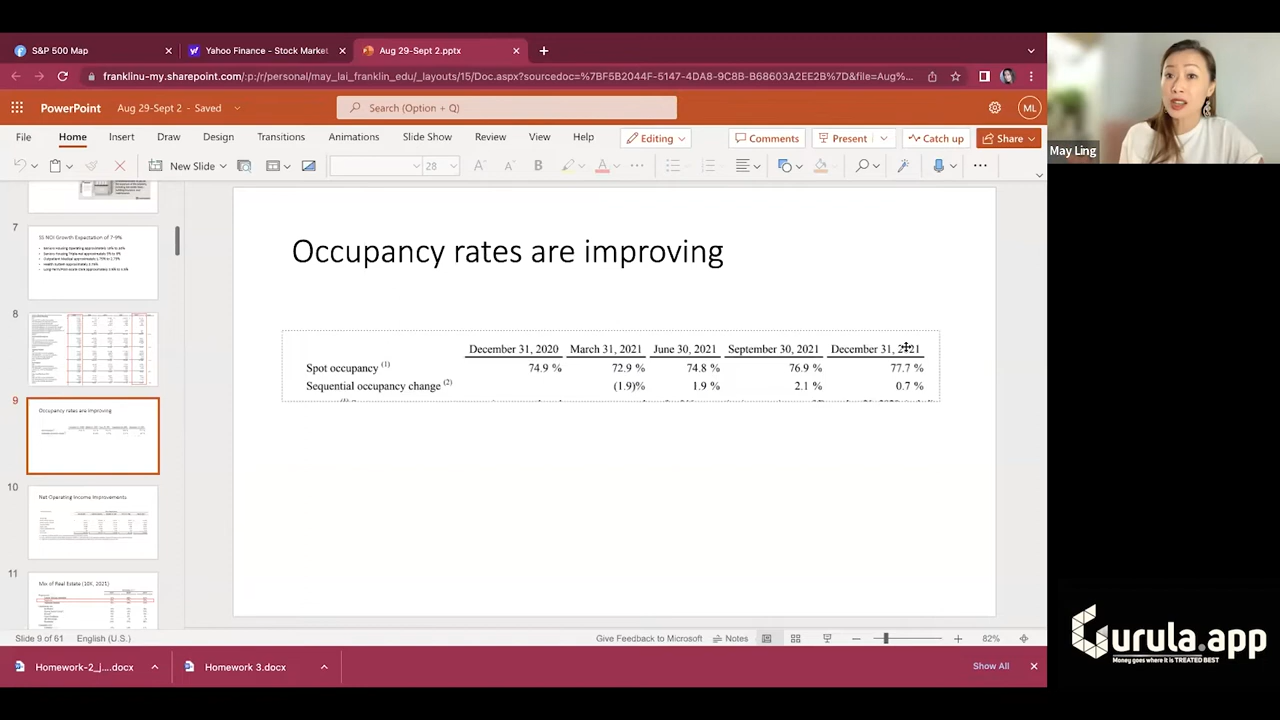 S&P 500 Map
Yahoo Finance - Stock Market
Aug 29-Sept 2.pptx
franklinu-my.sharepoint.com/:p:/r/personal/may_lai_franklin_edu/_layouts/15/Doc.aspx?sourcedoc=%7BF5B2044F-5147-4DA8-9C8B-B68603A2EE2B%7D&file=Aug%...
PowerPoint Aug 29-Sept 2 - Saved
Search (Option + Q)
ML
File Home Insert Draw Design Transitions Animations Slide Show Review View Help
Editing Comments Present Catch up Share
New Slide 28 A A B A
May Ling
7
SS NOI Growth Expectation of 7-9%
8
9
Occupancy rates are improving
10
Net Operating Income Improvements
11
Mix of Real Estate (10K, 2021)
Occupancy rates are improving
December 31, 2020 March 31, 2021 June 30, 2021 September 30, 2021 December 31, 2021
Spot occupancy (1) 74.9 % 72.9 % 74.8 % 76.9 % 77.7 %
Sequential occupancy change (2) (1.9)% 1.9 % 2.1 % 0.7 %
Slide 9 of 61 English (U.S.) Give Feedback to Microsoft Notes 82%
Homework-2_j....docx Homework 3.docx Show All
Gurula.app
Money goes where it is TREATED BEST